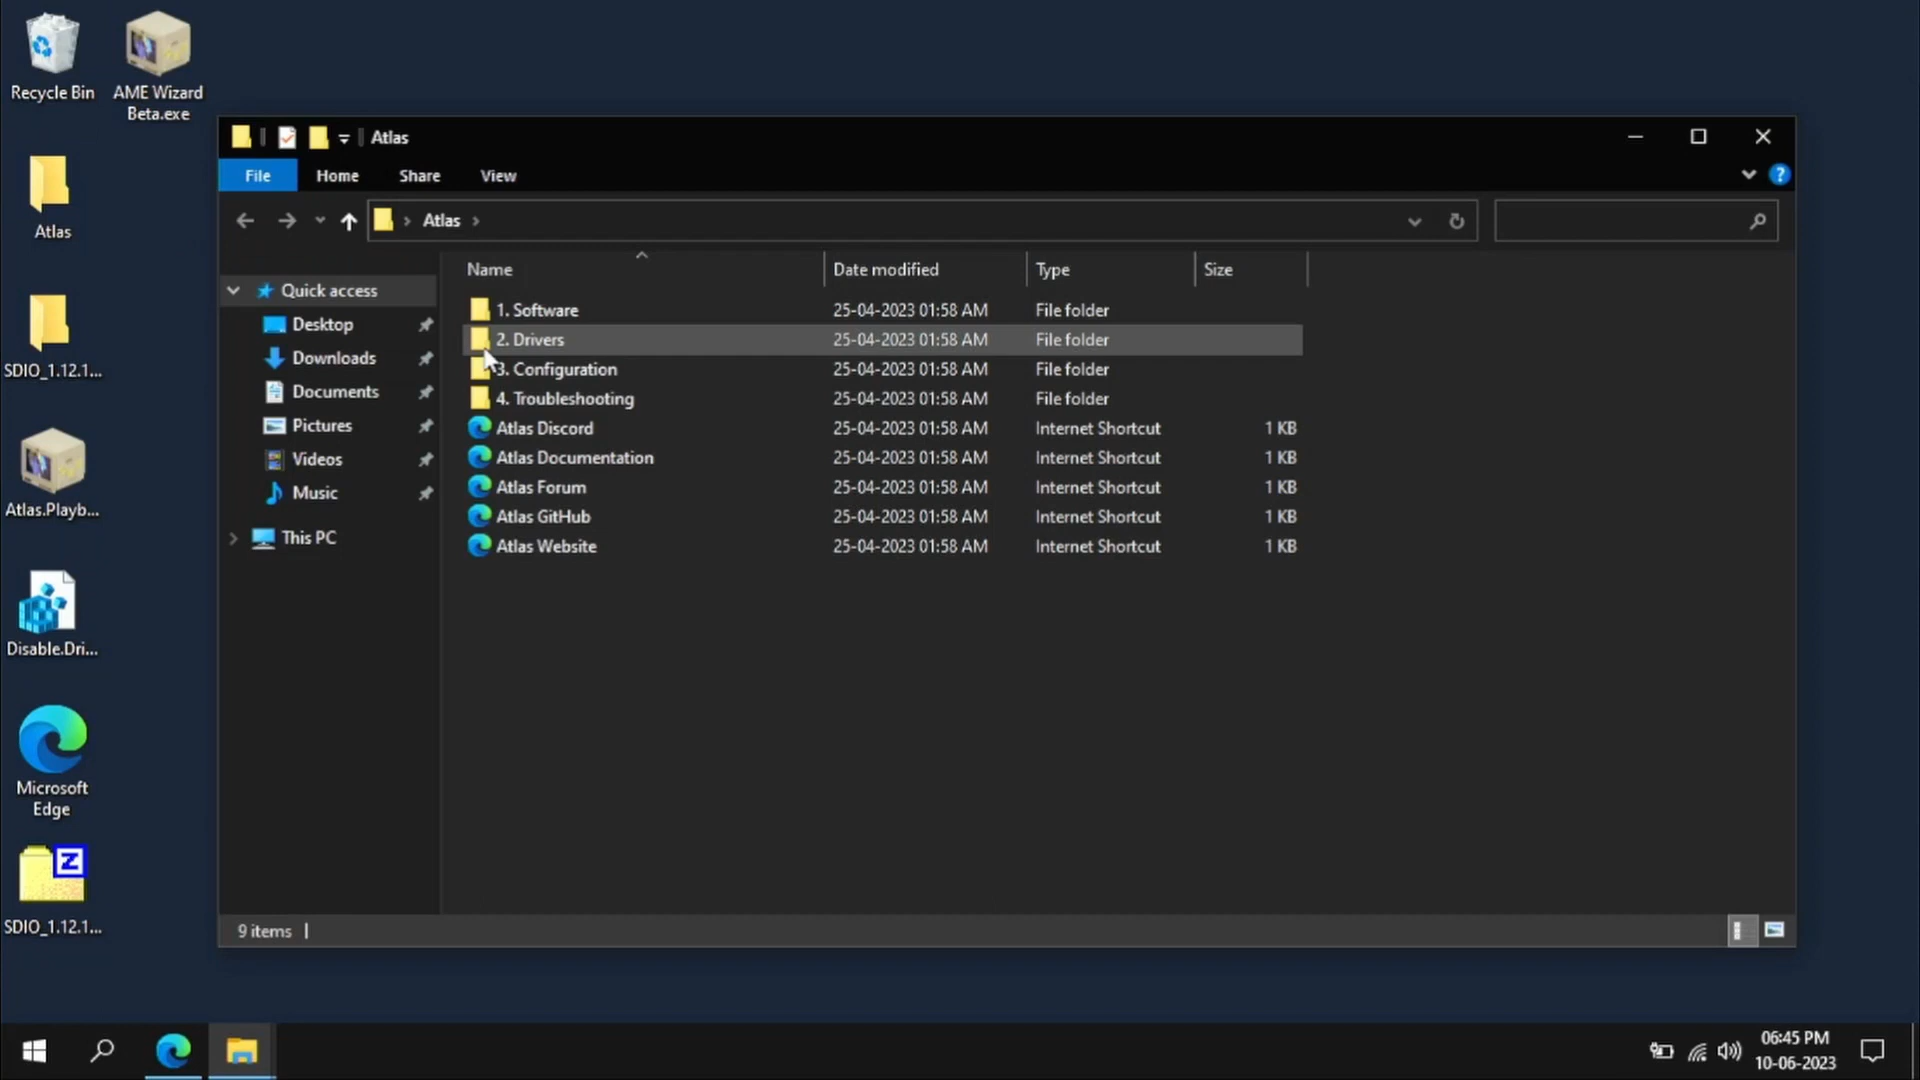 Recycle Bin
AME Wizard
Beta.exe
Atlas
SDIO_1.12.1...
Atlas.Playb...
Disable.Dri...
Microsoft
Edge
Z
SDIO_1.12.1...
Atlas
File Home Share View
?
Atlas
Name Date modified Type Size
Quick access
Desktop
Downloads
Documents
Pictures
Videos
Music
This PC
1. Software 25-04-2023 01:58 AM File folder
2. Drivers 25-04-2023 01:58 AM File folder
3. Configuration 25-04-2023 01:58 AM File folder
4. Troubleshooting 25-04-2023 01:58 AM File folder
Atlas Discord 25-04-2023 01:58 AM Internet Shortcut 1 KB
Atlas Documentation 25-04-2023 01:58 AM Internet Shortcut 1 KB
Atlas Forum 25-04-2023 01:58 AM Internet Shortcut 1 KB
Atlas GitHub 25-04-2023 01:58 AM Internet Shortcut 1 KB
Atlas Website 25-04-2023 01:58 AM Internet Shortcut 1 KB
9 items
06:45 PM
10-06-2023